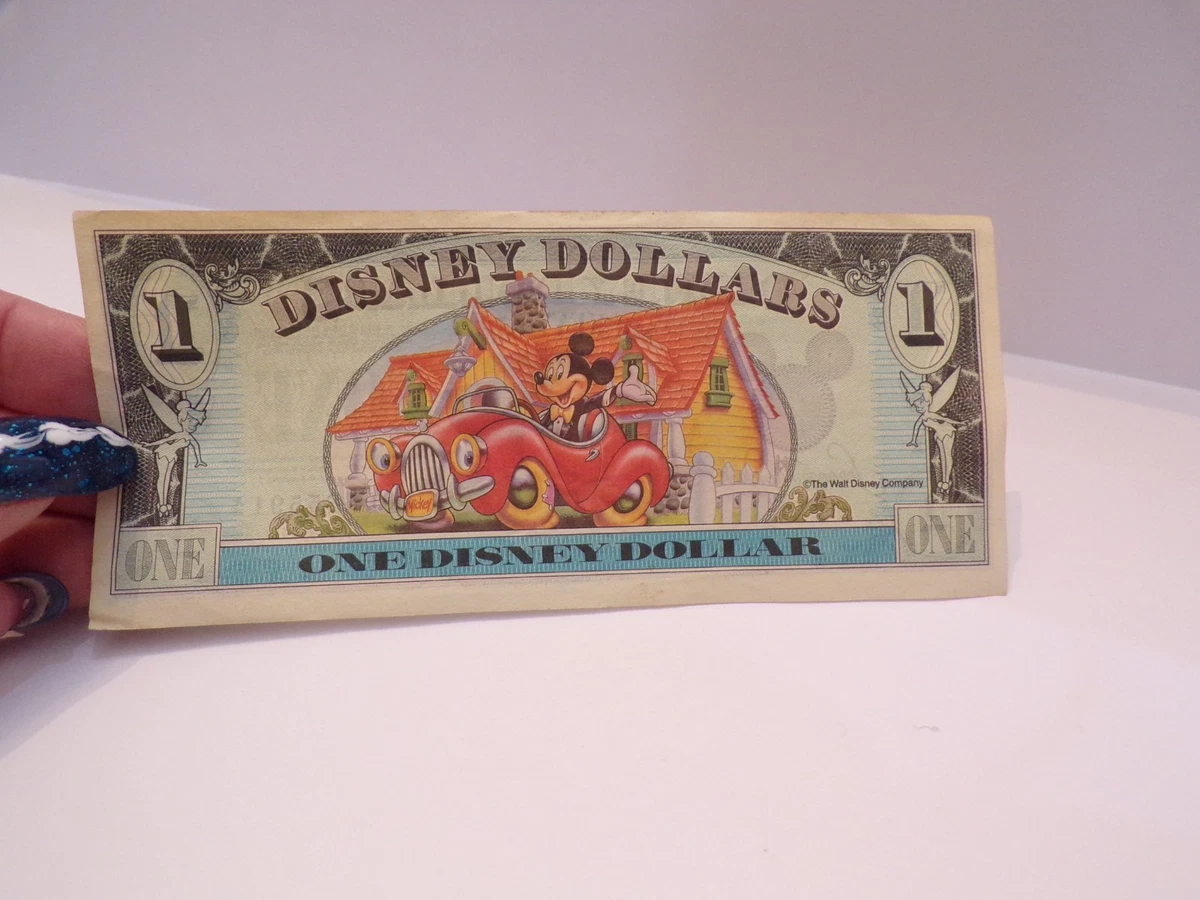 DISNEY DOLLARS
1
1
mickey
©The Walt Disney Company
ONE
ONE DISNEY DOLLAR
ONE